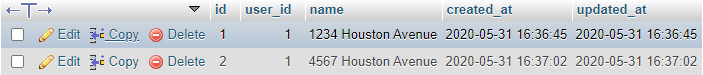 id user_id name created_at updated_at
Edit Copy Delete 1 1 1234 Houston Avenue 2020-05-31 16:36:45 2020-05-31 16:36:45
Edit Copy Delete 2 1 4567 Houston Avenue 2020-05-31 16:37:02 2020-05-31 16:37:02